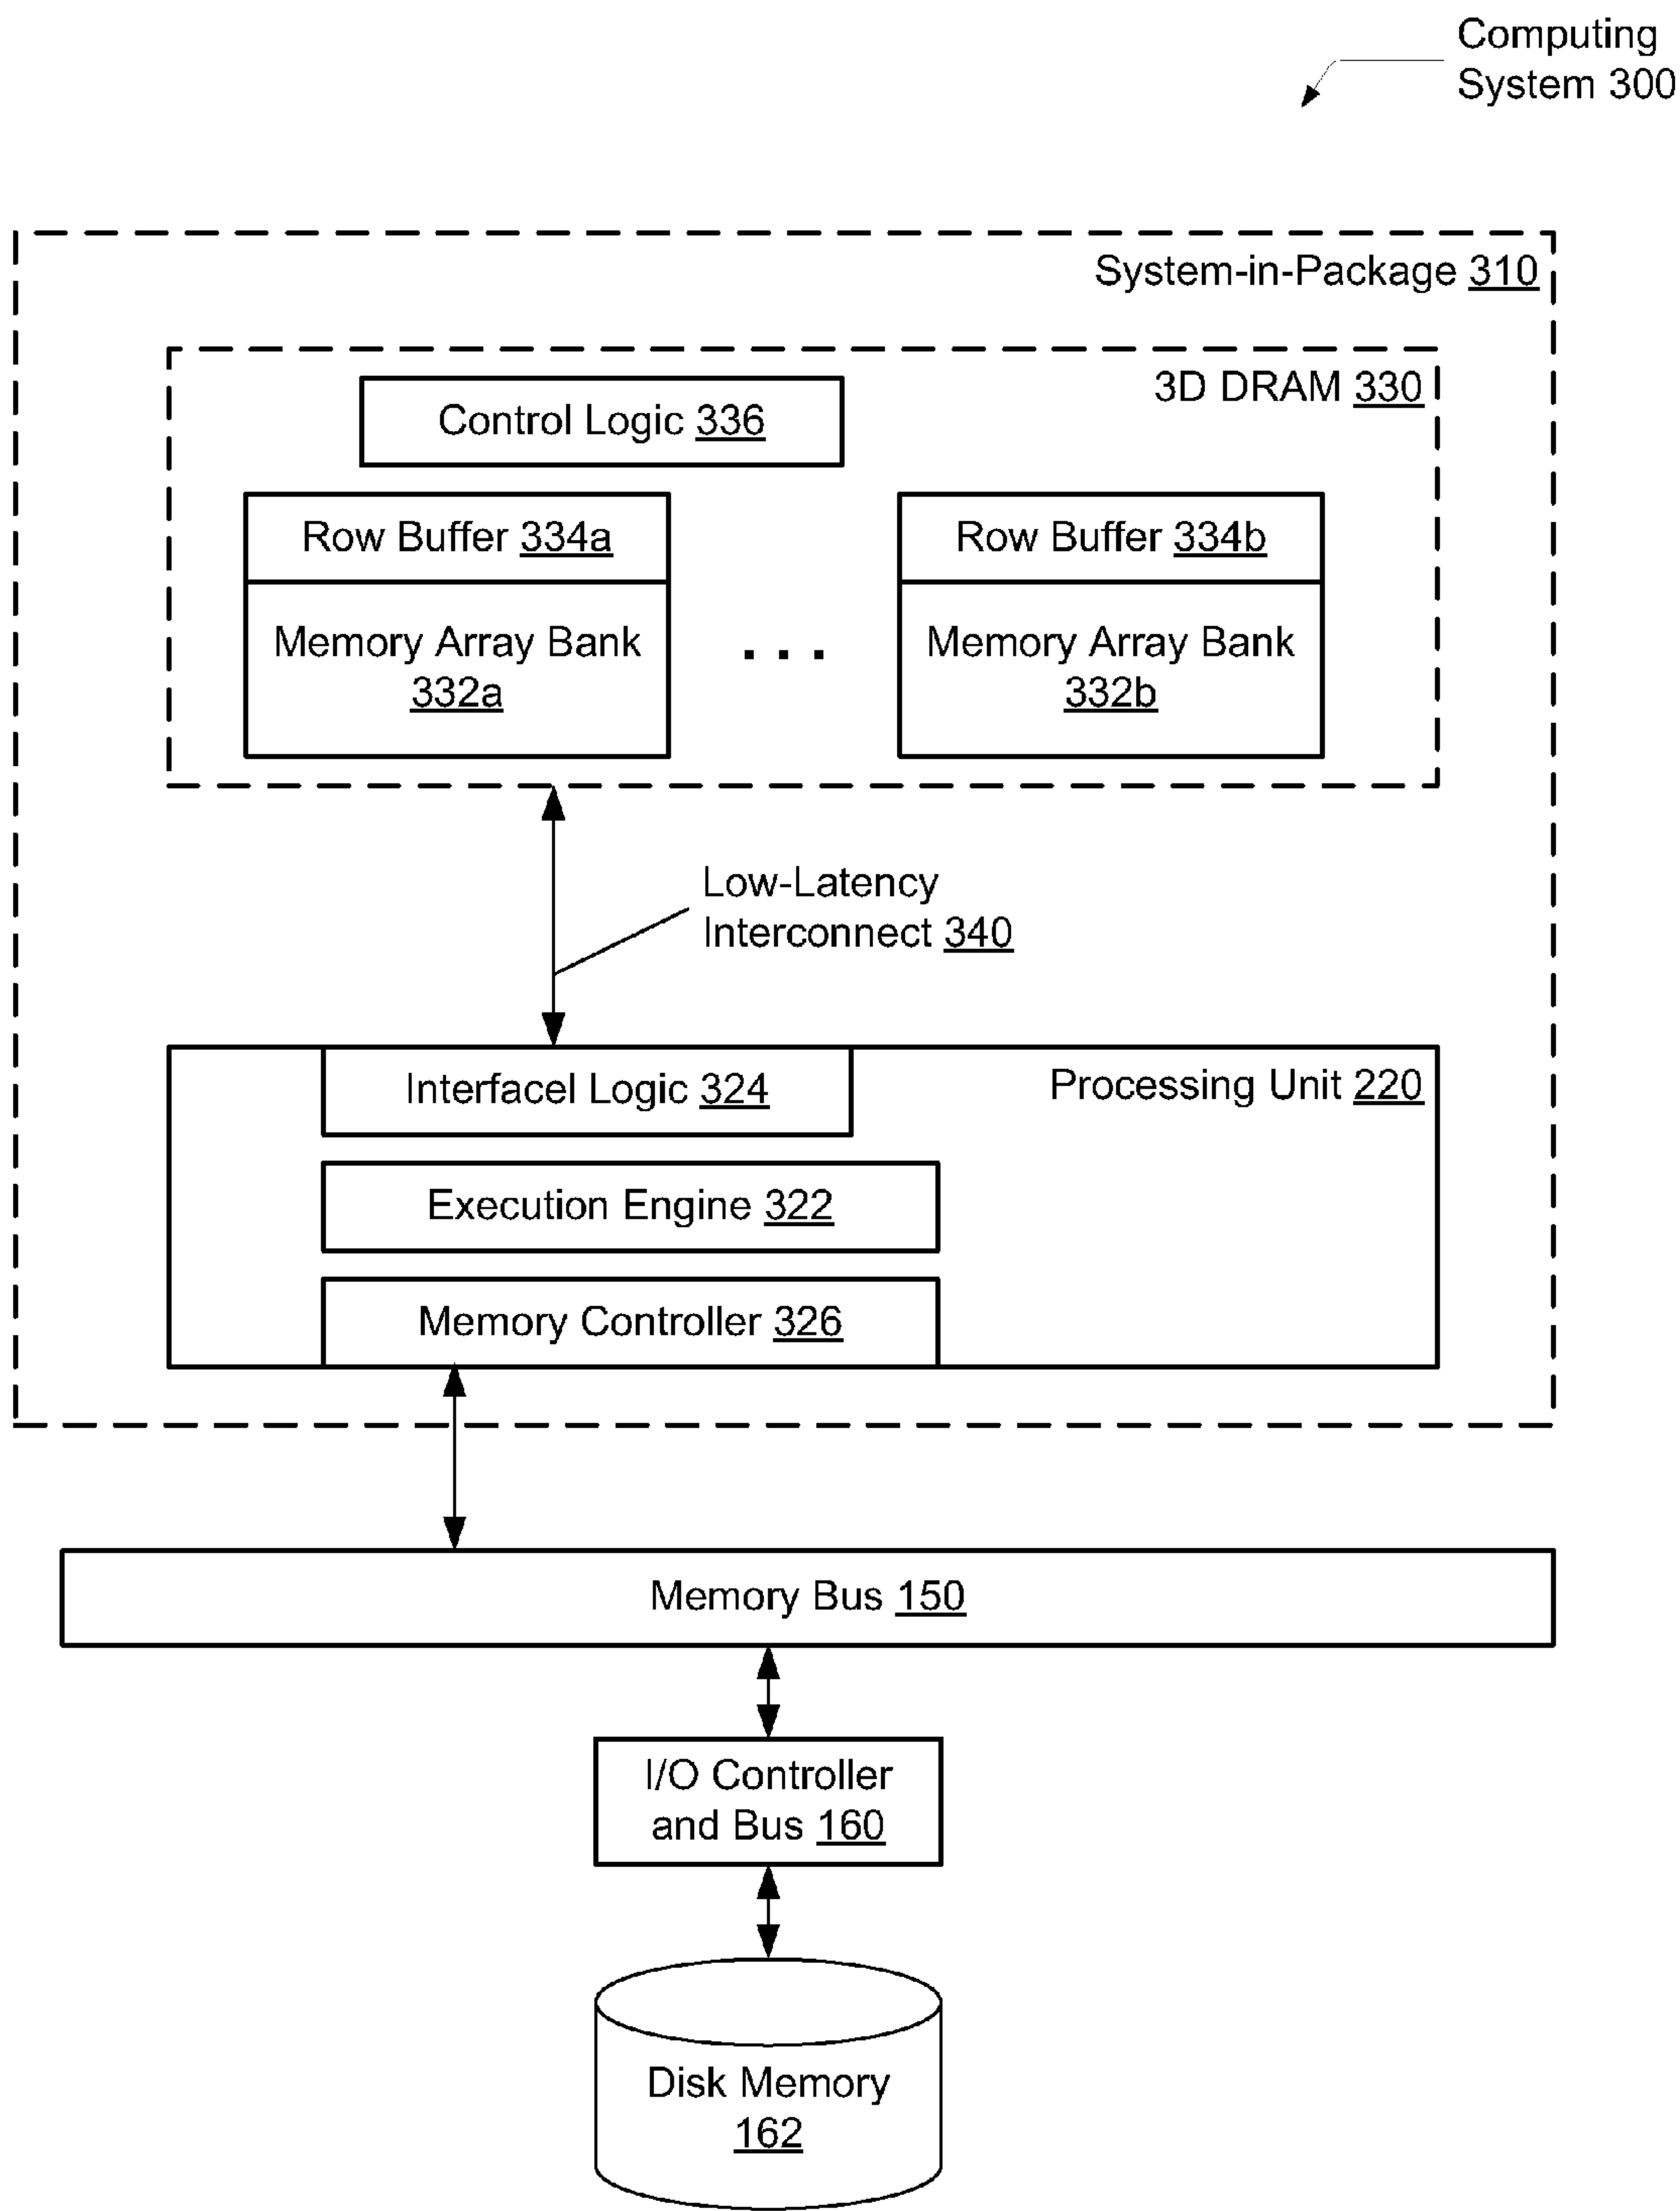 Computing
System 300
System-in-Package 310
3D DRAM 330
Control Logic 336
Row Buffer 334a
Row Buffer 334b
Memory Array Bank
332a
. . .
Memory Array Bank
332b
Low-Latency
Interconnect 340
Interfacel Logic 324
Processing Unit 220
Execution Engine 322
Memory Controller 326
Memory Bus 150
I/O Controller
and Bus 160
Disk Memory
162